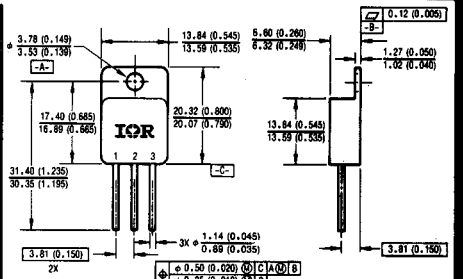 ⌀ 3.78 (0.149)
3.53 (0.139)
-A-
13.84 (0.545)
13.59 (0.535)
6.60 (0.260)
6.32 (0.249)
0.12 (0.005)
-B-
1.27 (0.050)
1.02 (0.040)
17.40 (0.685)
16.89 (0.665)
IOR
1 2 3
20.32 (0.800)
20.07 (0.790)
13.84 (0.545)
13.59 (0.535)
-C-
31.40 (1.235)
30.35 (1.195)
3.81 (0.150)
2X
3X ⌀ 1.14 (0.045)
0.89 (0.035)
3.81 (0.150)
⌀ 0.50 (0.020) Ⓜ C A Ⓜ B